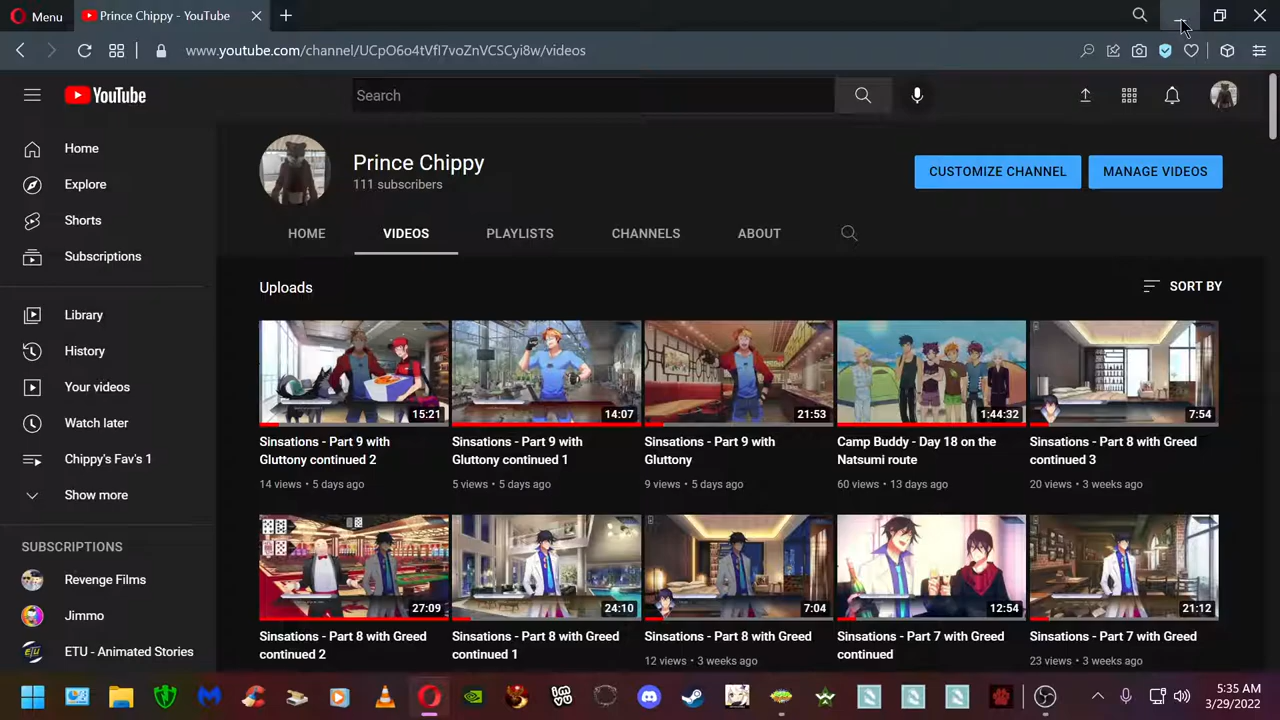 Menu
Prince Chippy - YouTube
www.youtube.com/channel/UCpO6o4tVfl7voZnVCSCyi8w/videos
YouTube
Search
Home
Explore
Shorts
Subscriptions
Library
History
Your videos
Watch later
Chippy's Fav's 1
Show more
SUBSCRIPTIONS
Revenge Films
Jimmo
ETU - Animated Stories
Prince Chippy
111 subscribers
CUSTOMIZE CHANNEL
MANAGE VIDEOS
HOME
VIDEOS
PLAYLISTS
CHANNELS
ABOUT
Uploads
SORT BY
15:21
14:07
21:53
1:44:32
7:54
Sinsations - Part 9 with
Gluttony continued 2
14 views • 5 days ago
Sinsations - Part 9 with
Gluttony continued 1
5 views • 5 days ago
Sinsations - Part 9 with
Gluttony
9 views • 5 days ago
Camp Buddy - Day 18 on the
Natsumi route
60 views • 13 days ago
Sinsations - Part 8 with Greed
continued 3
20 views • 3 weeks ago
27:09
24:10
7:04
12:54
21:12
Sinsations - Part 8 with Greed
continued 2
Sinsations - Part 8 with Greed
continued 1
Sinsations - Part 8 with Greed
12 views • 3 weeks ago
Sinsations - Part 7 with Greed
continued
Sinsations - Part 7 with Greed
23 views • 3 weeks ago
5:35 AM
3/29/2022